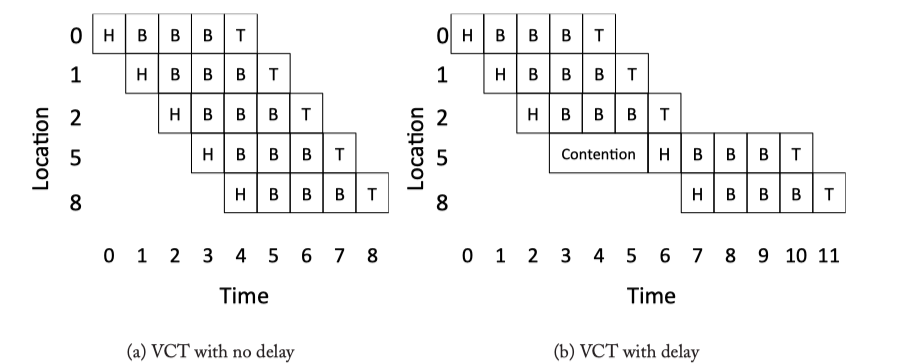 0 H B B B T
1 H B B B T
2 H B B B T
5 H B B B T
8 H B B B T
Location
0 1 2 3 4 5 6 7 8
Time
(a) VCT with no delay
0 H B B B T
1 H B B B T
2 H B B B T
5 Contention H B B B T
8 H B B B T
Location
0 1 2 3 4 5 6 7 8 9 10 11
Time
(b) VCT with delay